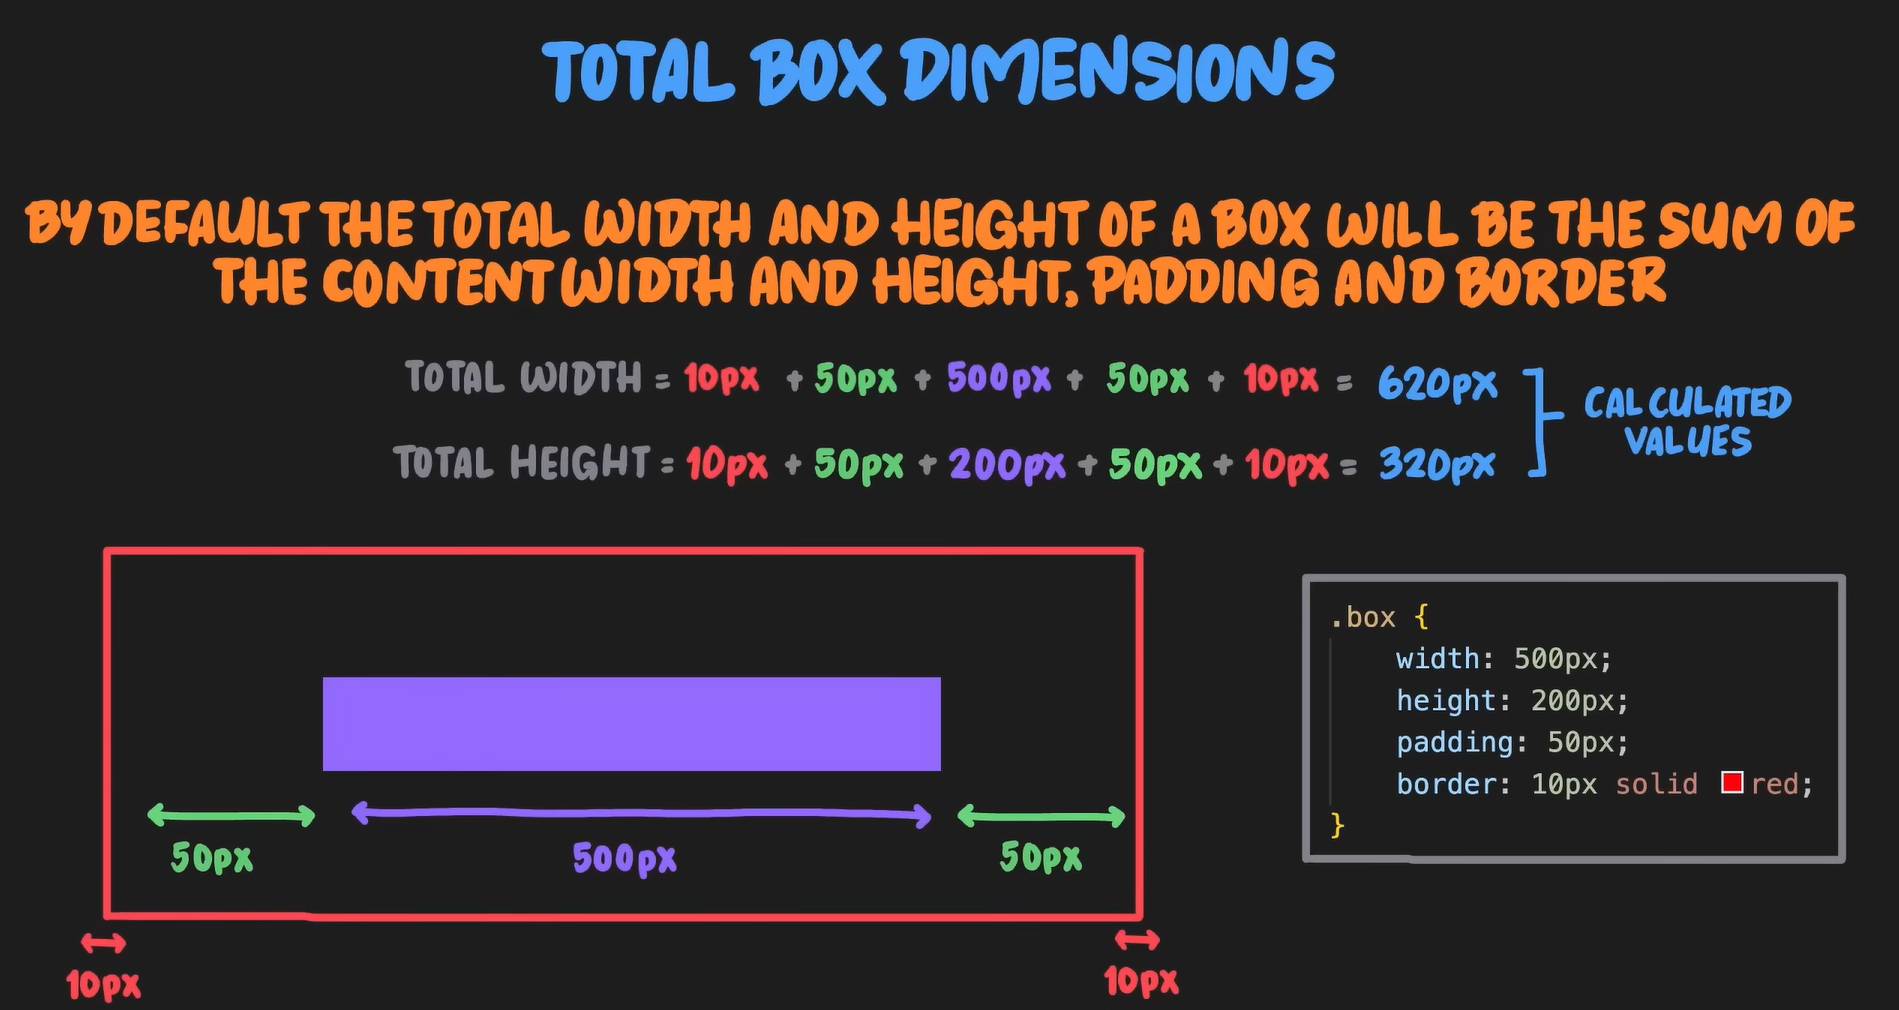 TOTAL BOX DIMENSIONS
BY DEFAULT THE TOTAL WIDTH AND HEIGHT OF A BOX WILL BE THE SUM OF
THE CONTENT WIDTH AND HEIGHT, PADDING AND BORDER
TOTAL WIDTH = 10px + 50px + 500px + 50px + 10px = 620px
TOTAL HEIGHT = 10px + 50px + 200px + 50px + 10px = 320px
CALCULATED
VALUES
50px
500px
50px
10px
10px
.box {
width: 500px;
height: 200px;
padding: 50px;
border: 10px solid red;
}